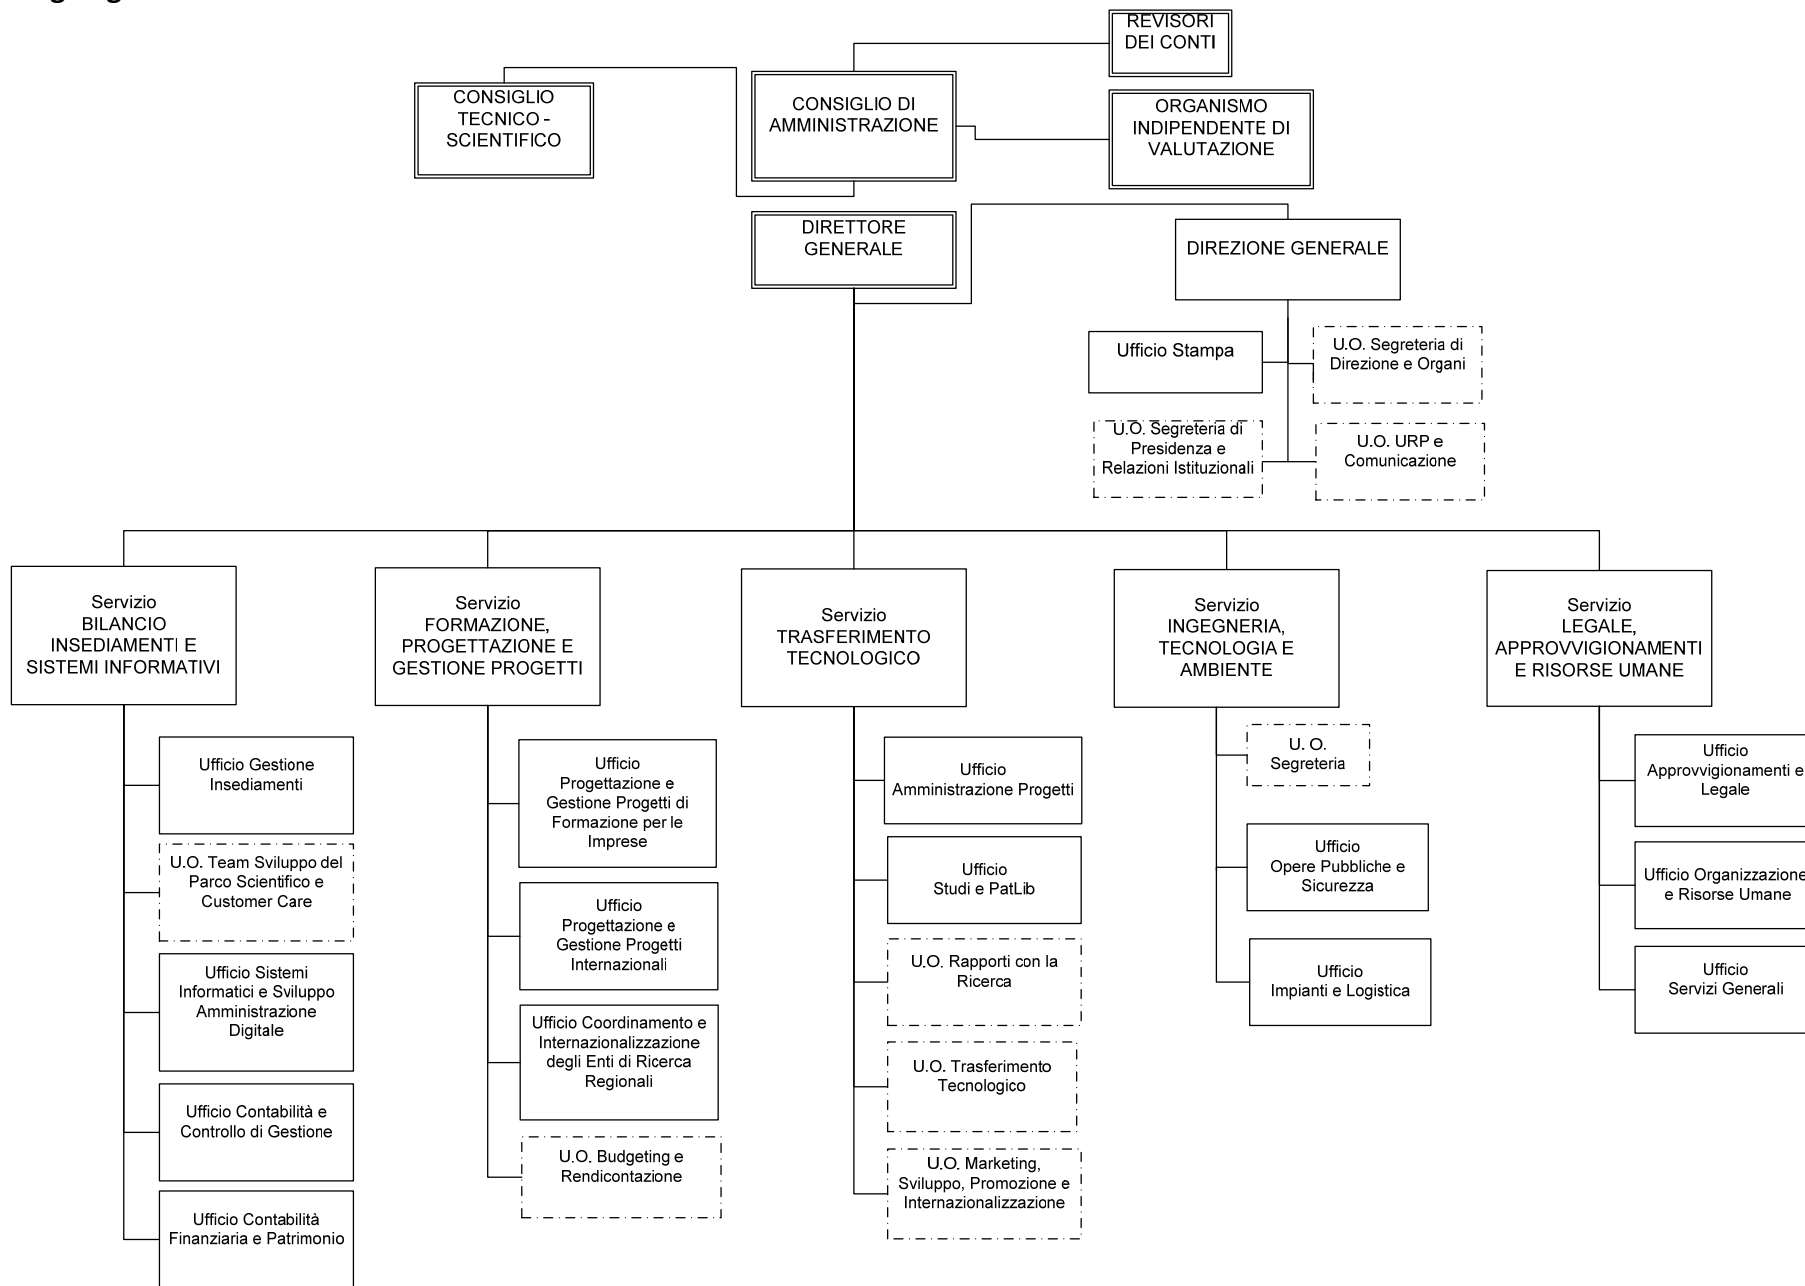 REVISORI
DEI CONTI
CONSIGLIO
TECNICO -
SCIENTIFICO
CONSIGLIO DI
AMMINISTRAZIONE
ORGANISMO
INDIPENDENTE DI
VALUTAZIONE
DIRETTORE
GENERALE
DIREZIONE GENERALE
Ufficio Stampa
U.O. Segreteria di
Direzione e Organi
U.O. Segreteria di
Presidenza e
Relazioni Istituzionali
U.O. URP e
Comunicazione
Servizio
BILANCIO
INSEDIAMENTI E
SISTEMI INFORMATIVI
Servizio
FORMAZIONE,
PROGETTAZIONE E
GESTIONE PROGETTI
Servizio
TRASFERIMENTO
TECNOLOGICO
Servizio
INGEGNERIA,
TECNOLOGIA E
AMBIENTE
Servizio
LEGALE,
APPROVVIGIONAMENTI
E RISORSE UMANE
Ufficio Gestione
Insediamenti
U.O. Team Sviluppo del
Parco Scientifico e
Customer Care
Ufficio Sistemi
Informatici e Sviluppo
Amministrazione
Digitale
Ufficio Contabilità e
Controllo di Gestione
Ufficio Contabilità
Finanziaria e Patrimonio
Ufficio
Progettazione e
Gestione Progetti di
Formazione per le
Imprese
Ufficio
Progettazione e
Gestione Progetti
Internazionali
Ufficio Coordinamento e
Internazionalizzazione
degli Enti di Ricerca
Regionali
U.O. Budgeting e
Rendicontazione
Ufficio
Amministrazione Progetti
Ufficio
Studi e PatLib
U.O. Rapporti con la
Ricerca
U.O. Trasferimento
Tecnologico
U.O. Marketing,
Sviluppo, Promozione e
Internazionalizzazione
U. O.
Segreteria
Ufficio
Opere Pubbliche e
Sicurezza
Ufficio
Impianti e Logistica
Ufficio
Approvvigionamenti e
Legale
Ufficio Organizzazione
e Risorse Umane
Ufficio
Servizi Generali